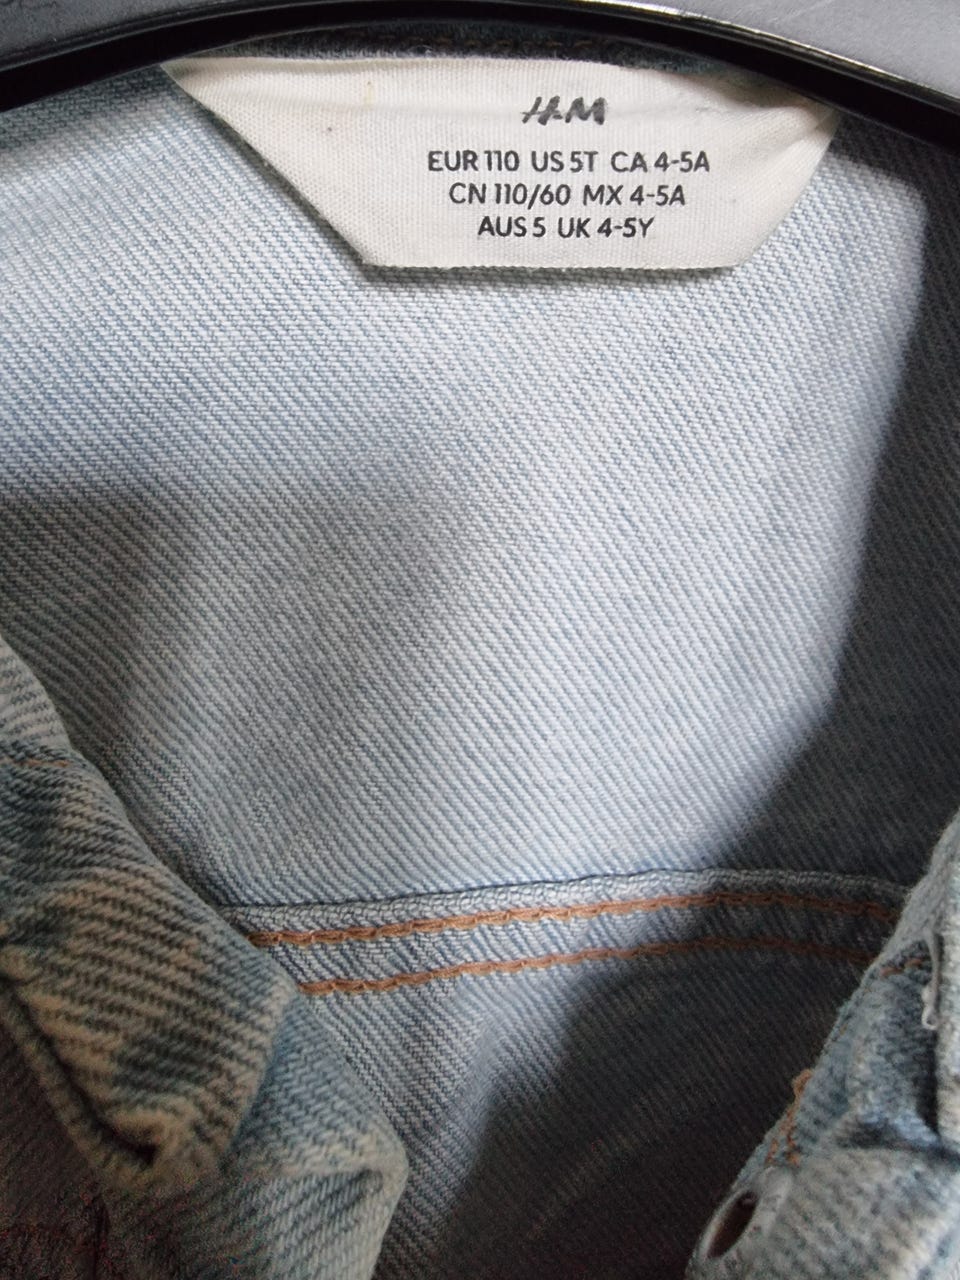 H&M
EUR 110 US 5T CA 4-5A
CN 110/60 MX 4-5A
AUS 5 UK 4-5Y